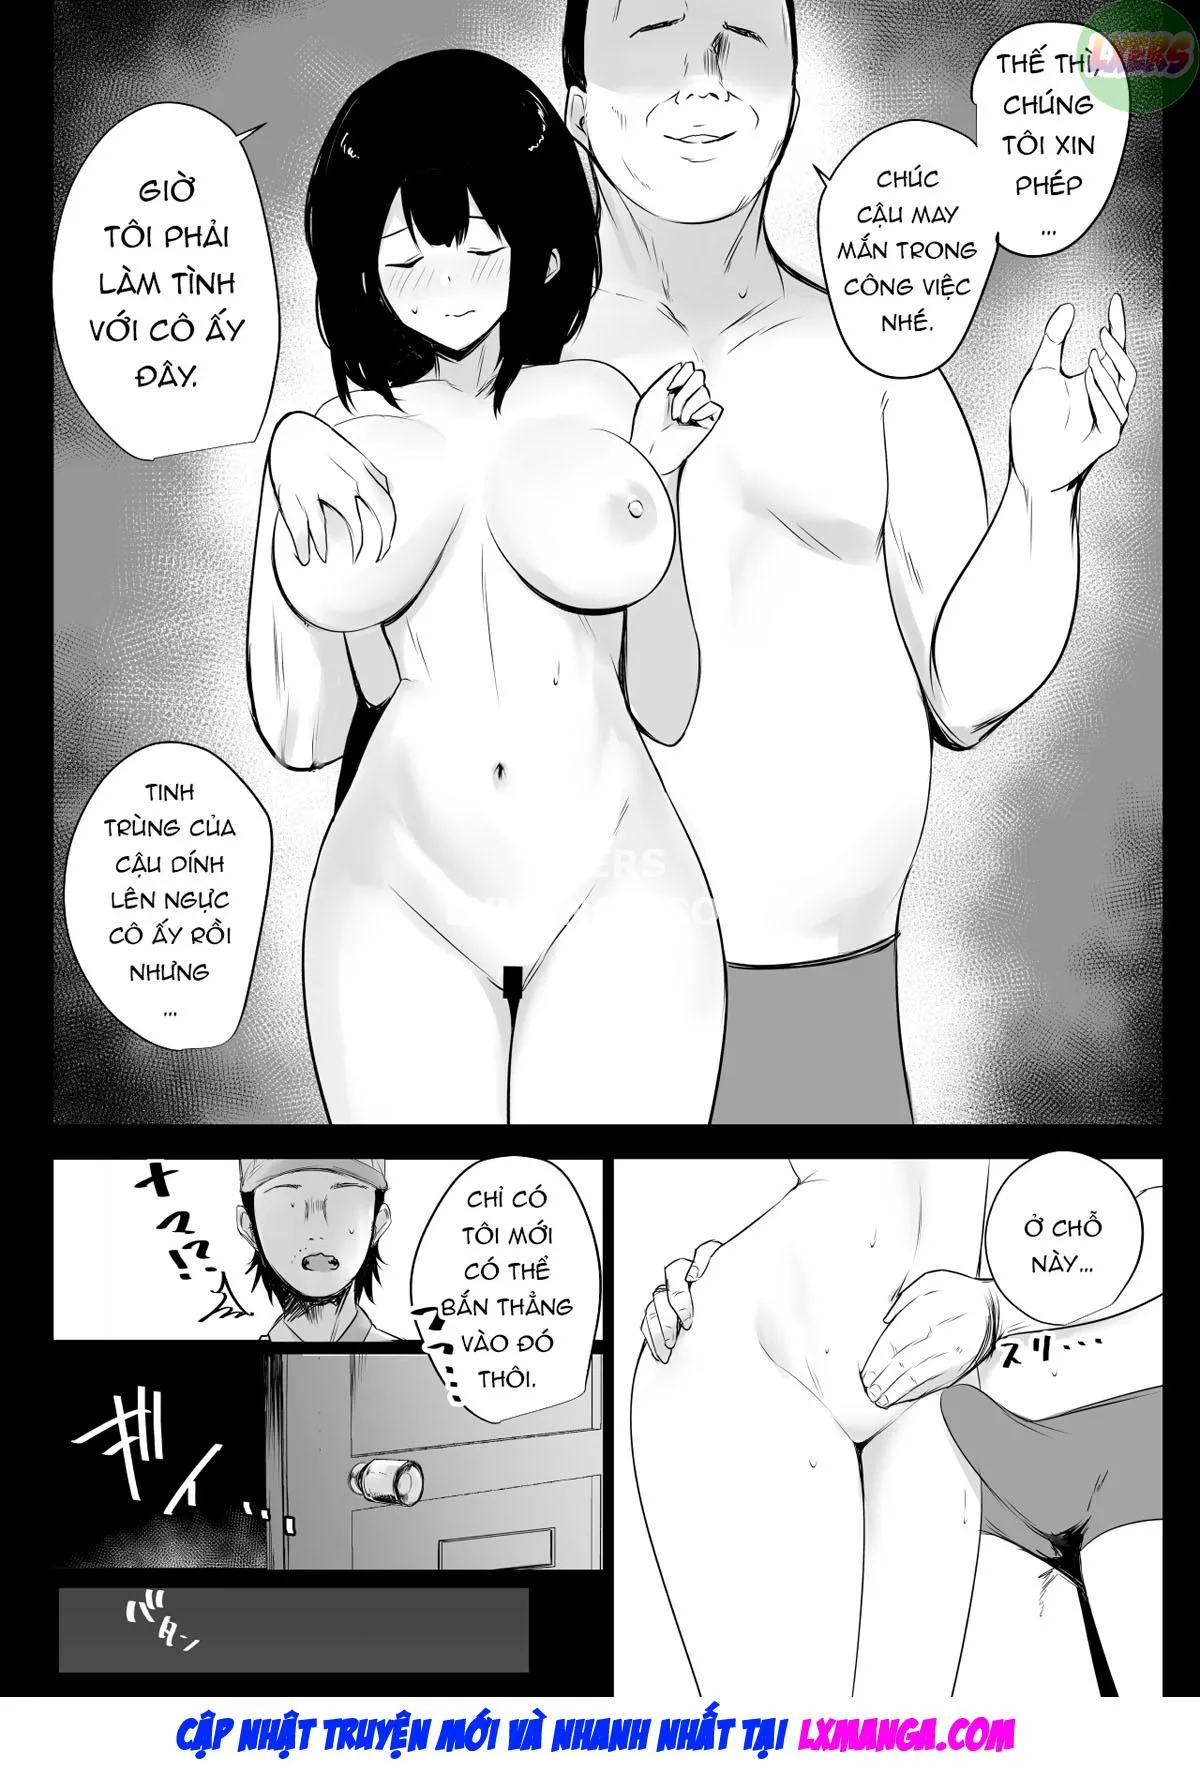 THẾ THÌ,
CHÚNG
TÔI XIN
PHÉP
...
CHÚC
CẬU MAY
MẮN TRONG
CÔNG VIỆC
NHÉ.
GIỜ
TÔI PHẢI
LÀM TÌNH
VỚI CÔ ẤY
ĐÂY.
TINH
TRÙNG CỦA
CẬU DÍNH
LÊN NGỰC
CÔ ẤY RỒI
NHƯNG
...
Ở CHỖ
NÀY...
スリ...
CHỈ CÓ
TÔI MỚI
CÓ THỂ
BẮN THẲNG
VÀO ĐÓ
THÔI.
ギィ...
バタン
CẬP NHẬT TRUYỆN MỚI VÀ NHANH NHẤT TẠI LXMANGA.COM